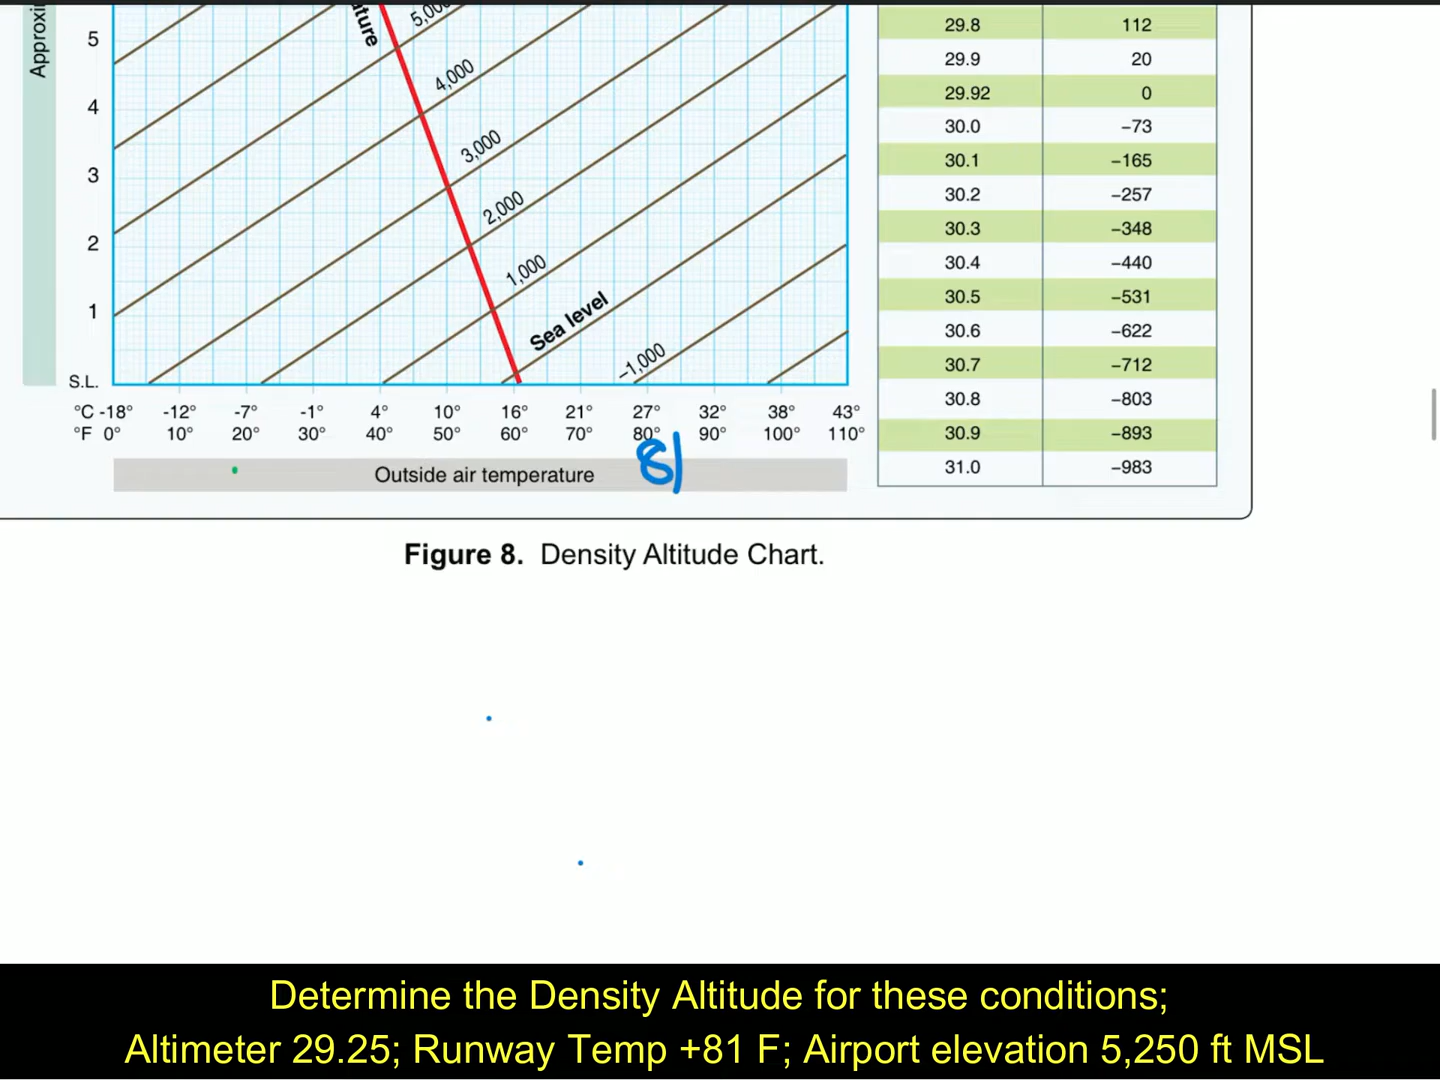 Approxi
5
4
3
2
1
S.L.
ature
5,000
4,000
3,000
2,000
1,000
Sea level
–1,000
°C -18° -12° -7° -1° 4° 10° 16° 21° 27° 32° 38° 43°
°F 0° 10° 20° 30° 40° 50° 60° 70° 80° 90° 100° 110°
81
Outside air temperature
29.8 112
29.9 20
29.92 0
30.0 –73
30.1 –165
30.2 –257
30.3 –348
30.4 –440
30.5 –531
30.6 –622
30.7 –712
30.8 –803
30.9 –893
31.0 –983
Figure 8. Density Altitude Chart.
Determine the Density Altitude for these conditions;
Altimeter 29.25; Runway Temp +81 F; Airport elevation 5,250 ft MSL